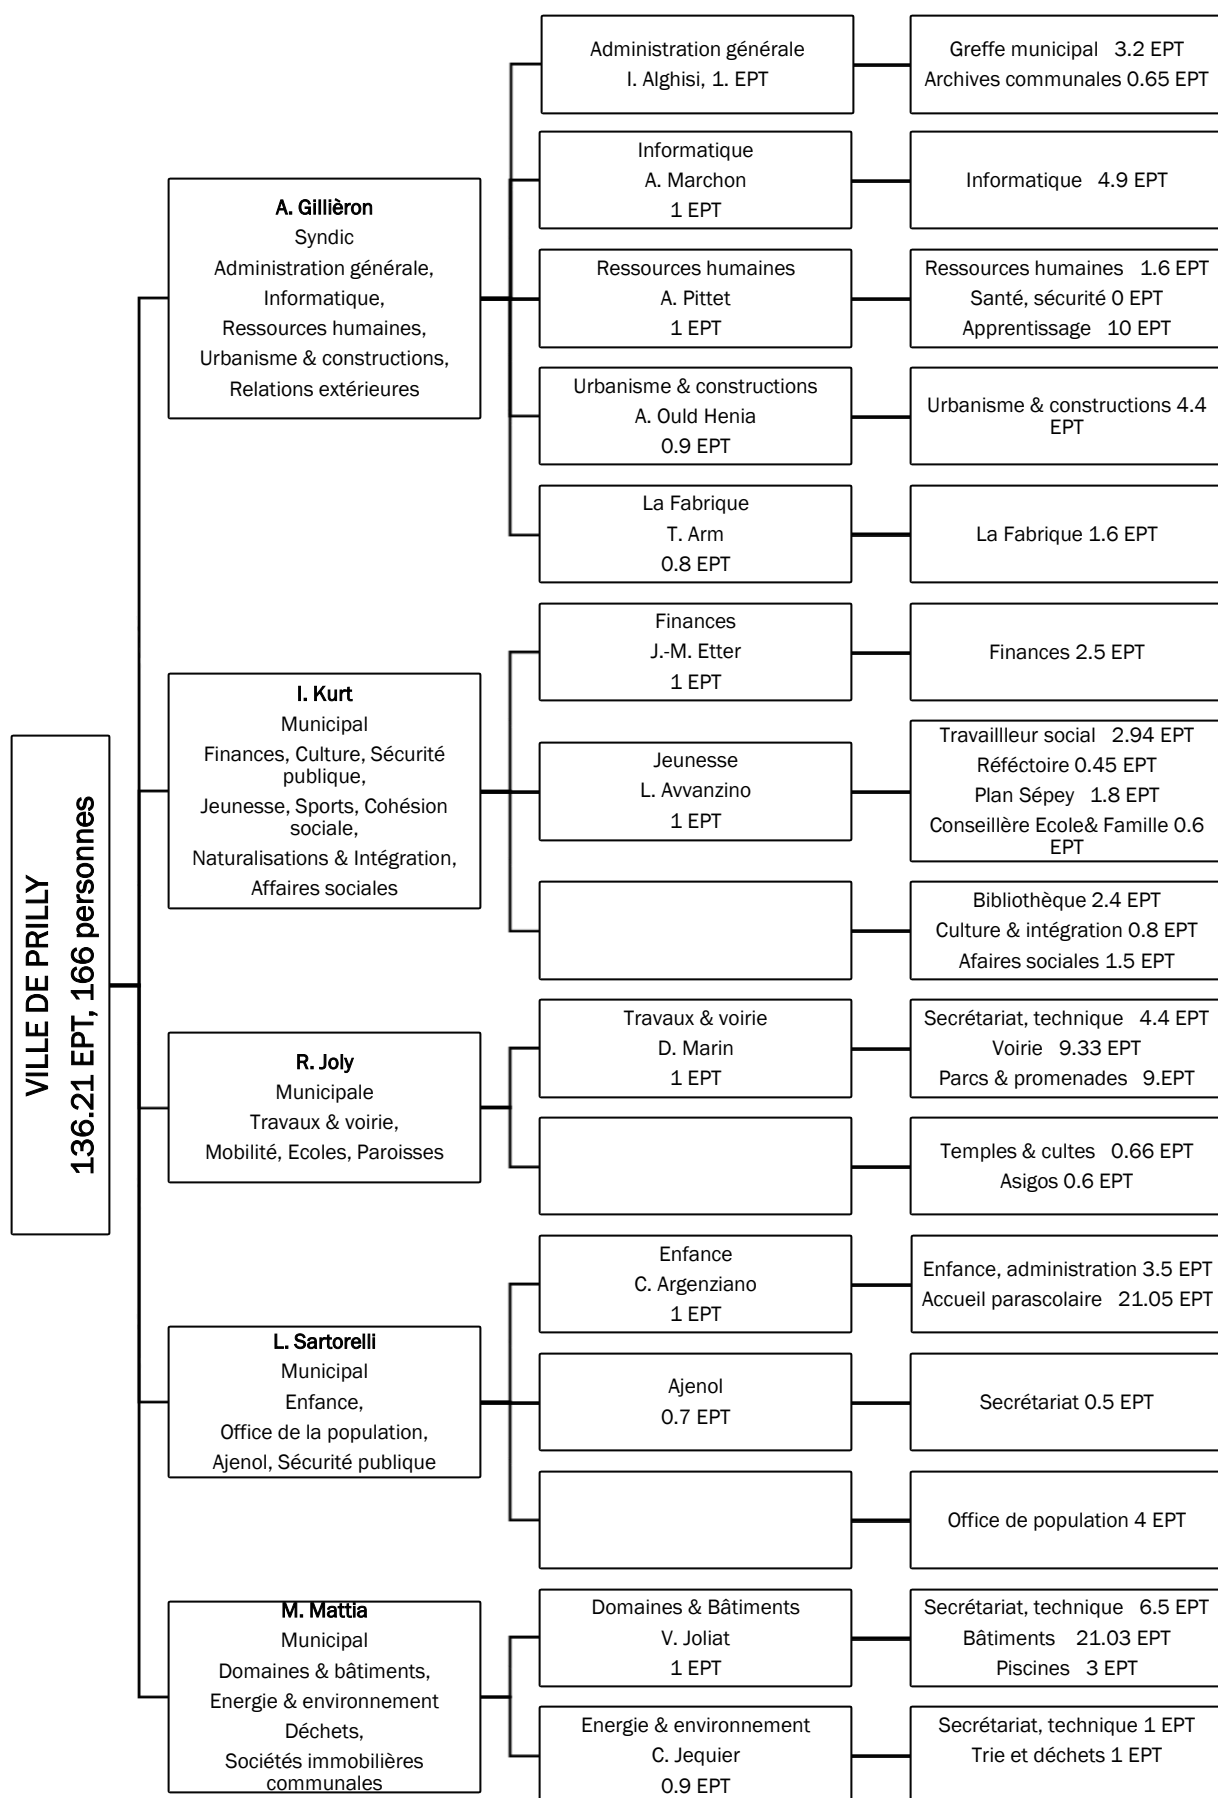 VILLE DE PRILLY
136.21 EPT, 166 personnes
A. Gillièron
Syndic
Administration générale,
Informatique,
Ressources humaines,
Urbanisme & constructions,
Relations extérieures
Administration générale
I. Alghisi, 1. EPT
Greffe municipal 3.2 EPT
Archives communales 0.65 EPT
Informatique
A. Marchon
1 EPT
Informatique 4.9 EPT
Ressources humaines
A. Pittet
1 EPT
Ressources humaines 1.6 EPT
Santé, sécurité 0 EPT
Apprentissage 10 EPT
Urbanisme & constructions
A. Ould Henia
0.9 EPT
Urbanisme & constructions 4.4
EPT
La Fabrique
T. Arm
0.8 EPT
La Fabrique 1.6 EPT
I. Kurt
Municipal
Finances, Culture, Sécurité
publique,
Jeunesse, Sports, Cohésion
sociale,
Naturalisations & Intégration,
Affaires sociales
Finances
J.-M. Etter
1 EPT
Finances 2.5 EPT
Jeunesse
L. Avvanzino
1 EPT
Travaillleur social 2.94 EPT
Réféctoire 0.45 EPT
Plan Sépey 1.8 EPT
Conseillère Ecole& Famille 0.6
EPT
Bibliothèque 2.4 EPT
Culture & intégration 0.8 EPT
Afaires sociales 1.5 EPT
R. Joly
Municipale
Travaux & voirie,
Mobilité, Ecoles, Paroisses
Travaux & voirie
D. Marin
1 EPT
Secrétariat, technique 4.4 EPT
Voirie 9.33 EPT
Parcs & promenades 9.EPT
Temples & cultes 0.66 EPT
Asigos 0.6 EPT
L. Sartorelli
Municipal
Enfance,
Office de la population,
Ajenol, Sécurité publique
Enfance
C. Argenziano
1 EPT
Enfance, administration 3.5 EPT
Accueil parascolaire 21.05 EPT
Ajenol
0.7 EPT
Secrétariat 0.5 EPT
Office de population 4 EPT
M. Mattia
Municipal
Domaines & bâtiments,
Energie & environnement
Déchets,
Sociétés immobilières
communales
Domaines & Bâtiments
V. Joliat
1 EPT
Secrétariat, technique 6.5 EPT
Bâtiments 21.03 EPT
Piscines 3 EPT
Energie & environnement
C. Jequier
0.9 EPT
Secrétariat, technique 1 EPT
Trie et déchets 1 EPT